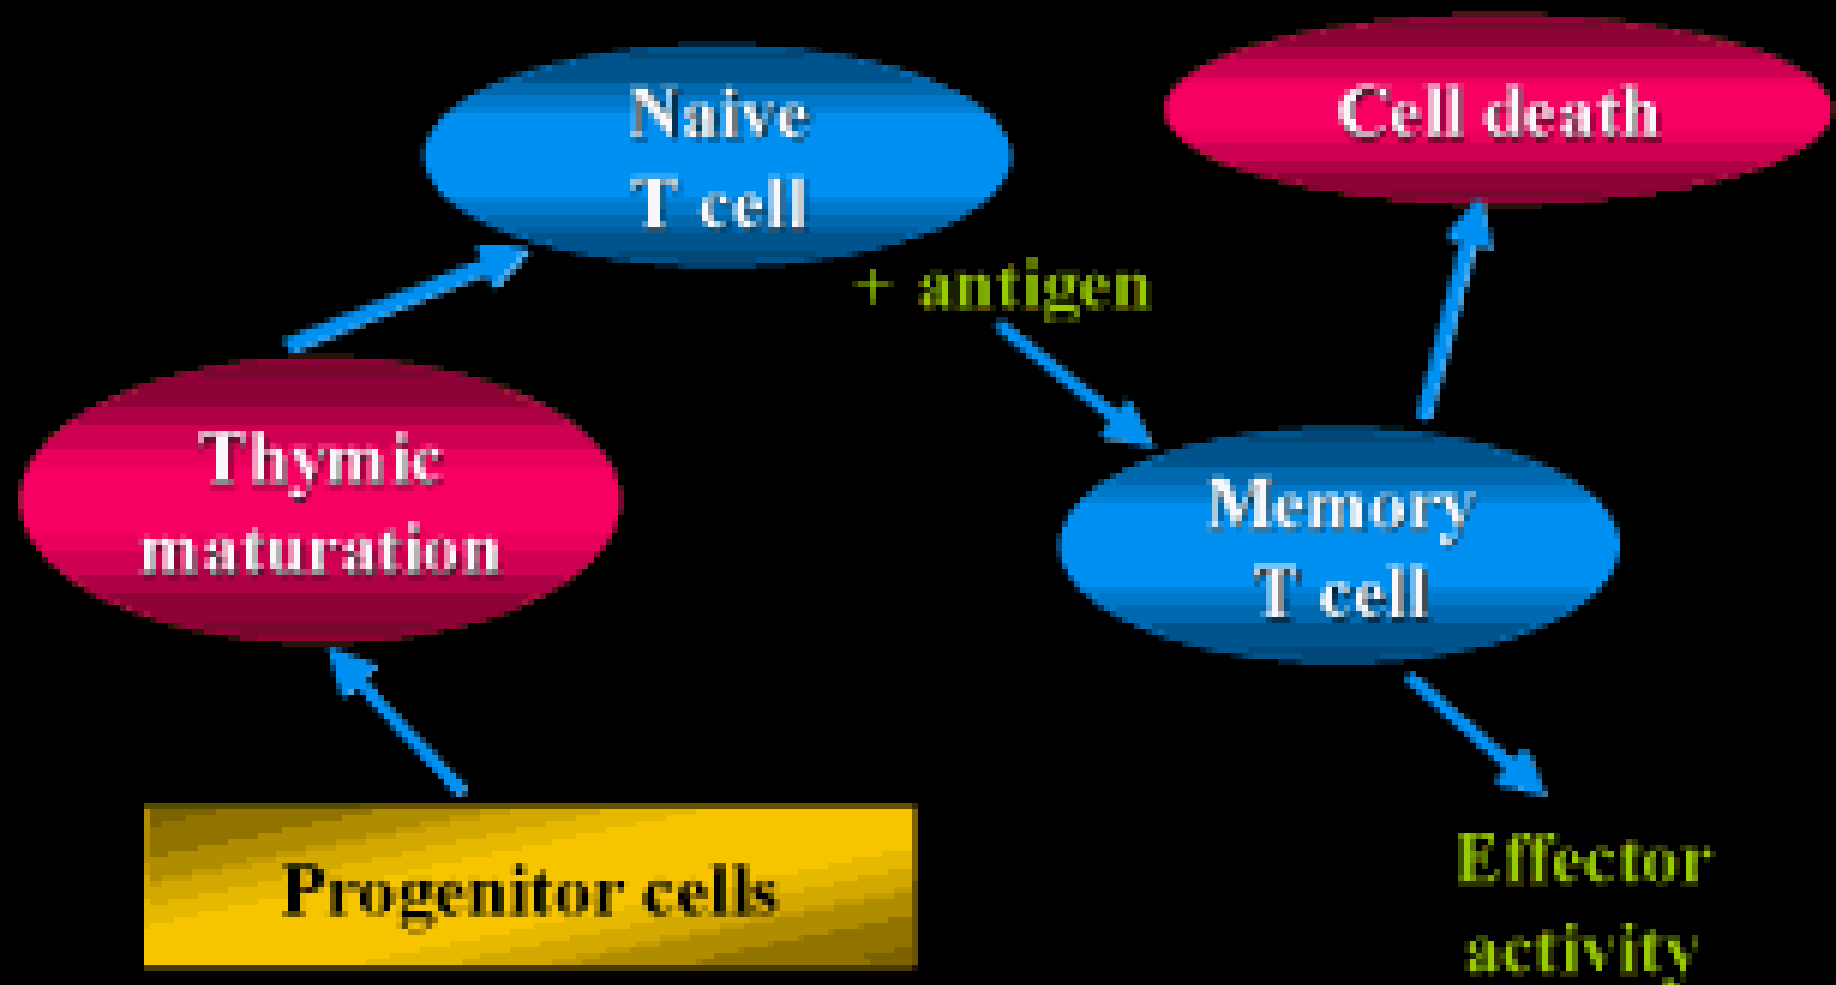 Naive
T cell
Cell death
+ antigen
Thymic
maturation
Memory
T cell
Progenitor cells
Effector
activity